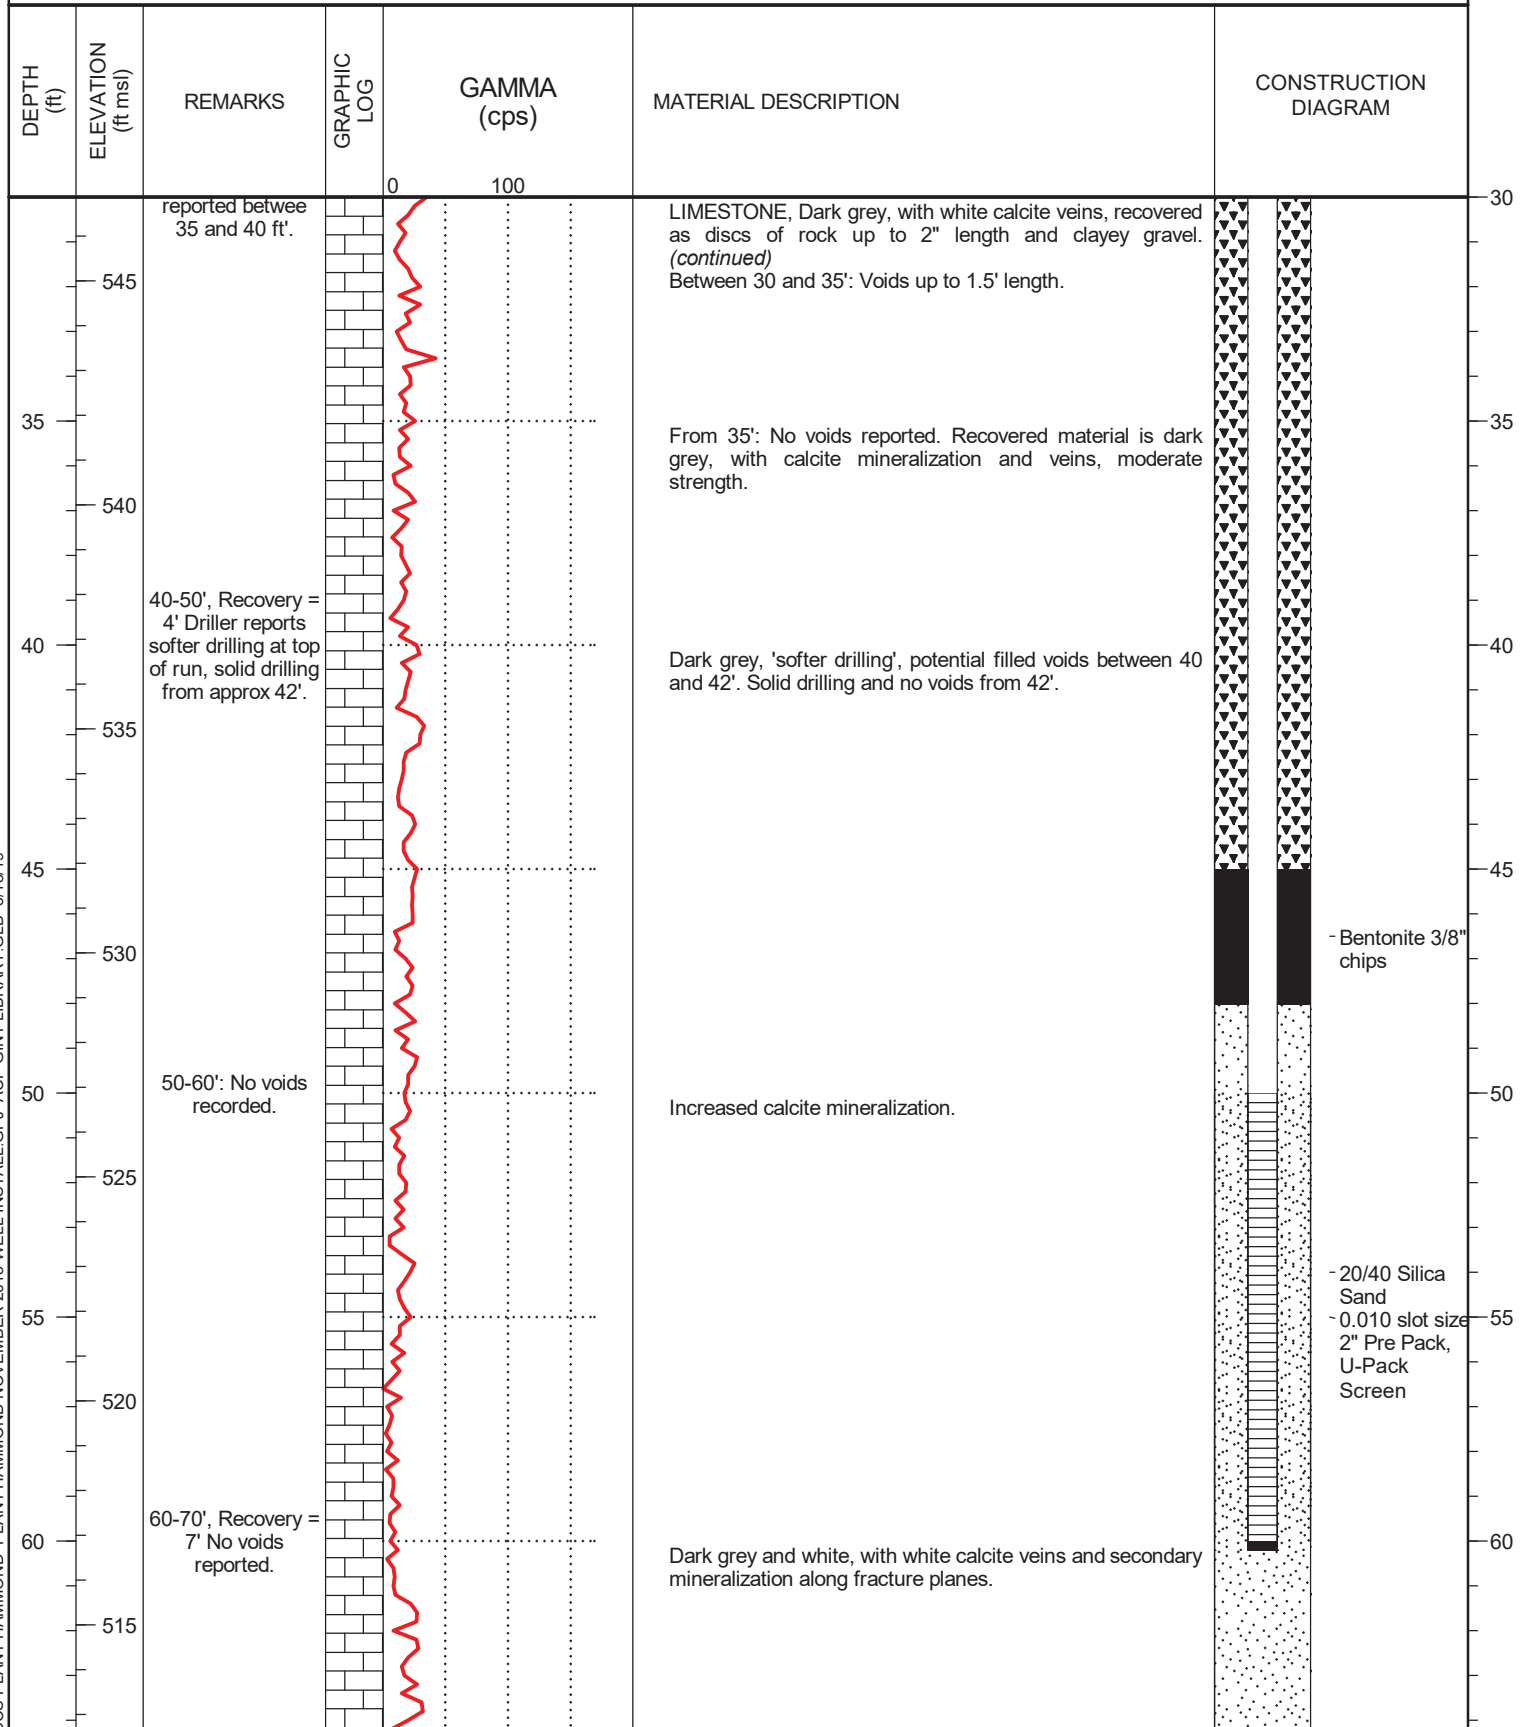 DEPTH
(ft)
ELEVATION
(ft msl)
REMARKS
GRAPHIC
LOG
GAMMA
(cps)
0 100
MATERIAL DESCRIPTION
CONSTRUCTION
DIAGRAM
30
reported betwee
35 and 40 ft'.
LIMESTONE, Dark grey, with white calcite veins, recovered
as discs of rock up to 2" length and clayey gravel.
(continued)
Between 30 and 35': Voids up to 1.5' length.
545
35
35
From 35': No voids reported. Recovered material is dark
grey, with calcite mineralization and veins, moderate
strength.
540
40-50', Recovery =
4' Driller reports
softer drilling at top
of run, solid drilling
from approx 42'.
40
40
Dark grey, 'softer drilling', potential filled voids between 40
and 42'. Solid drilling and no voids from 42'.
535
45
45
530
Bentonite 3/8"
chips
50-60': No voids
recorded.
50
50
Increased calcite mineralization.
525
20/40 Silica
Sand
0.010 slot size
2" Pre Pack,
U-Pack
Screen
55
55
520
60-70', Recovery =
7' No voids
reported.
60
60
Dark grey and white, with white calcite veins and secondary
mineralization along fracture planes.
515